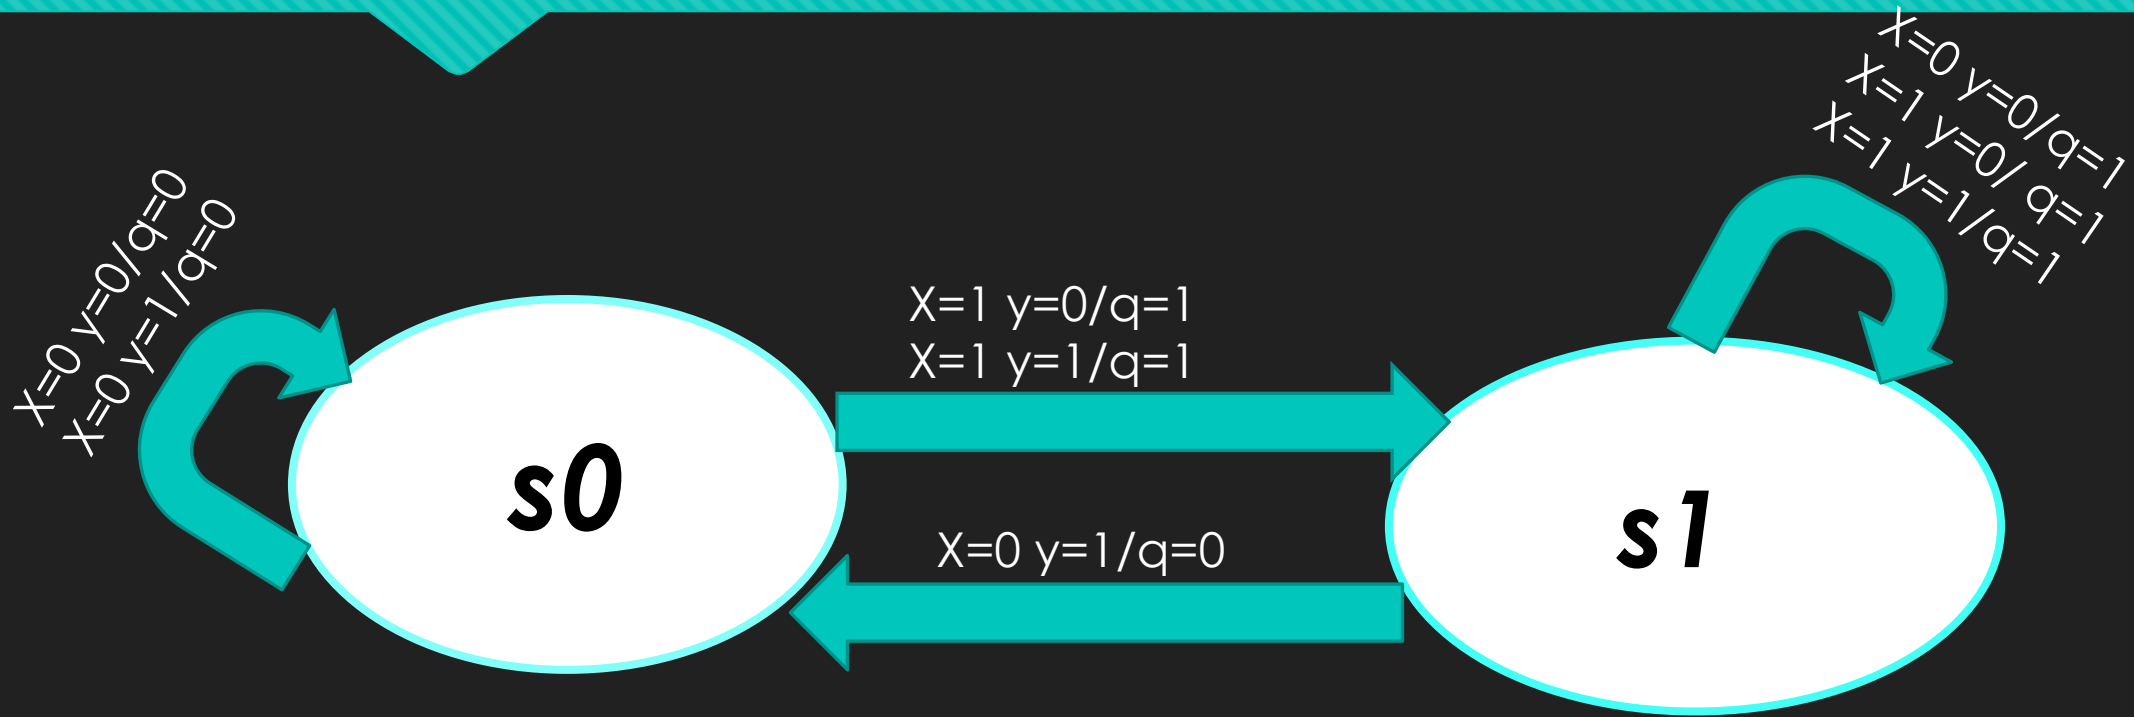 X=0 y=0/q=0
X=0 y=1/q=0
s0
X=1 y=0/q=1
X=1 y=1/q=1
X=0 y=1/q=0
X=0 y=0/q=1
X=1 y=0/ q=1
X=1 y=1/q=1
s1